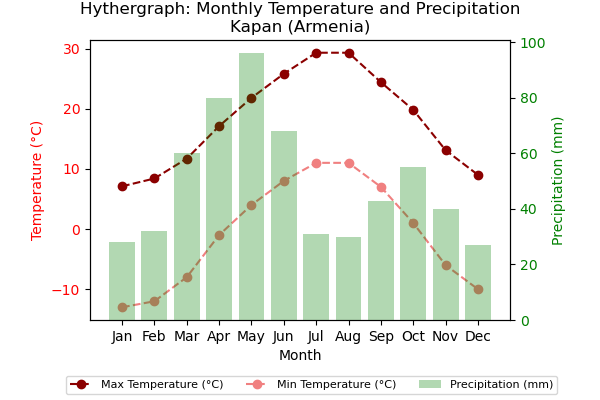 Hythergraph: Monthly Temperature and Precipitation
Kapan (Armenia)
Temperature (°C)
30
20
10
0
−10
100
80
60
40
20
0
Precipitation (mm)
Jan Feb Mar Apr May Jun Jul Aug Sep Oct Nov Dec
Month
Max Temperature (°C) Min Temperature (°C) Precipitation (mm)